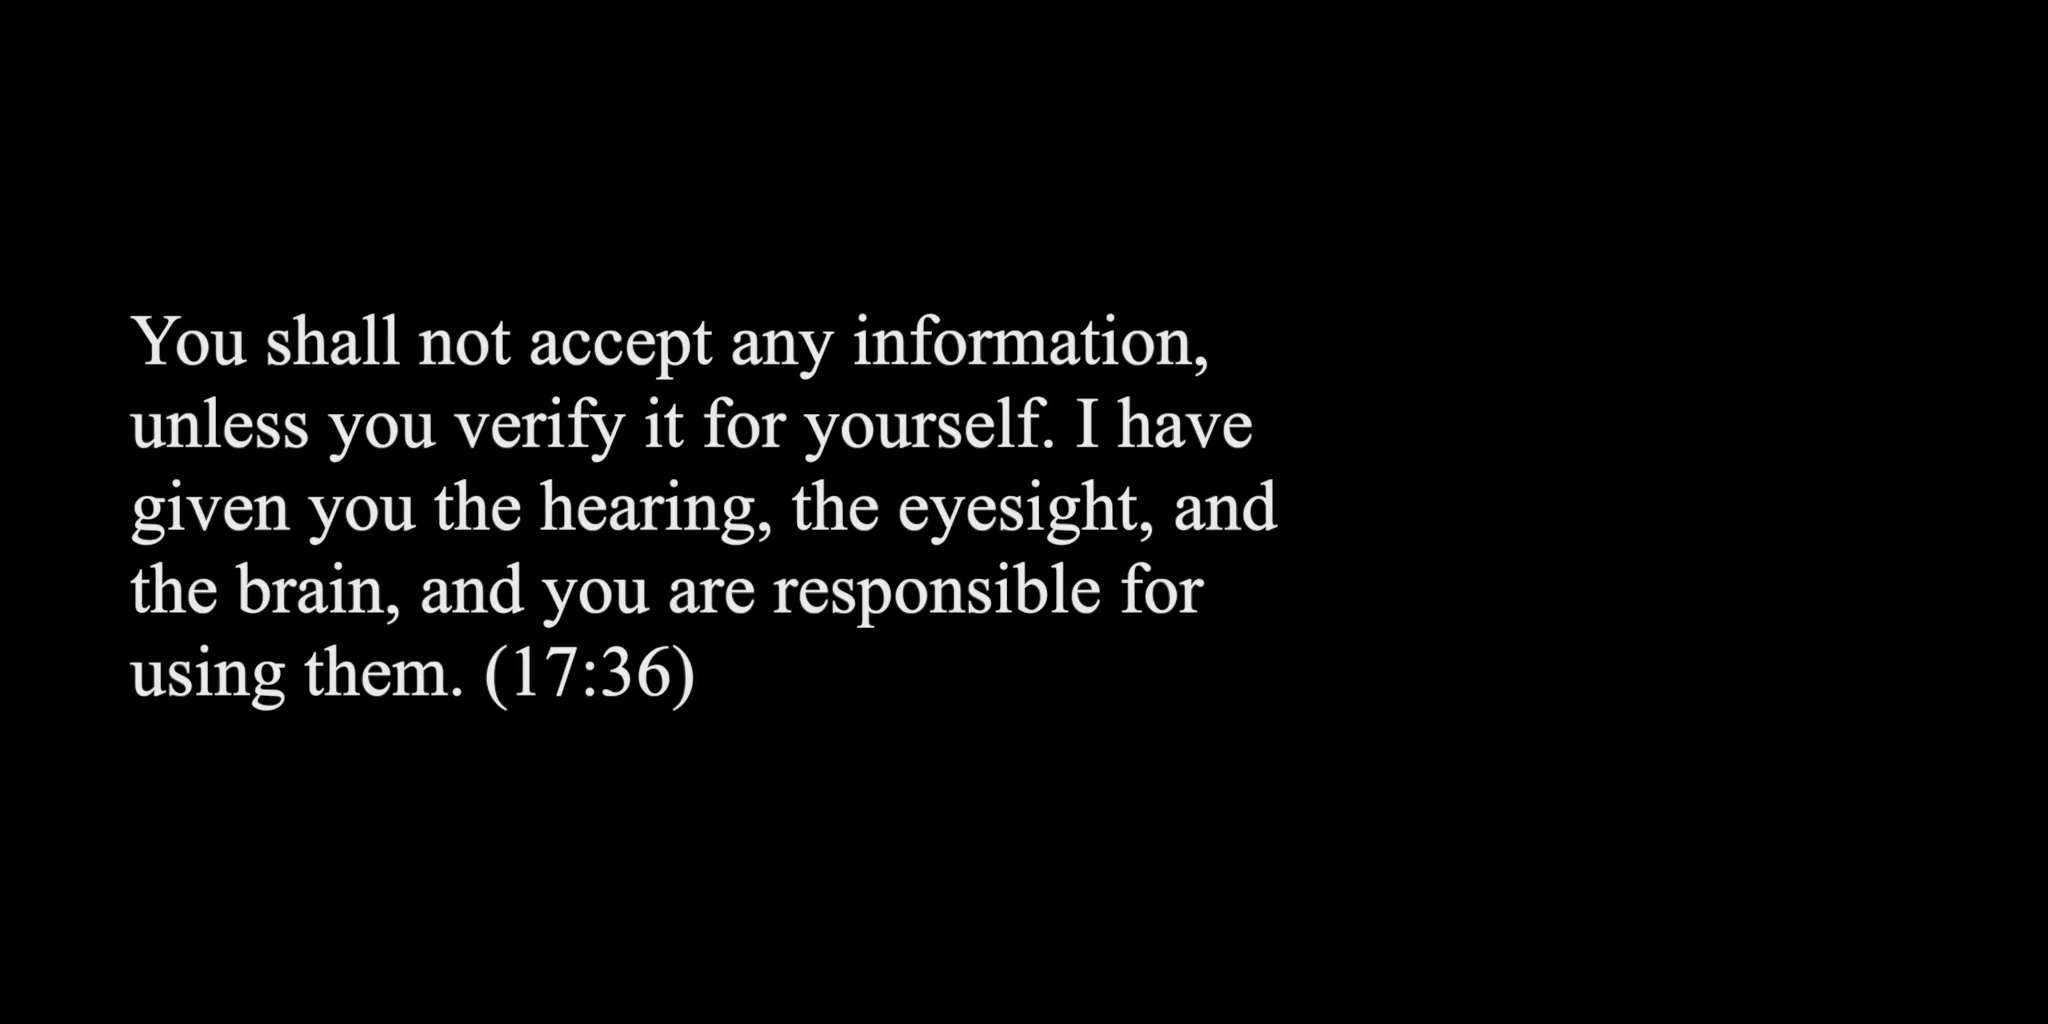 You shall not accept any information,
unless you verify it for yourself. I have
given you the hearing, the eyesight, and
the brain, and you are responsible for
using them. (17:36)